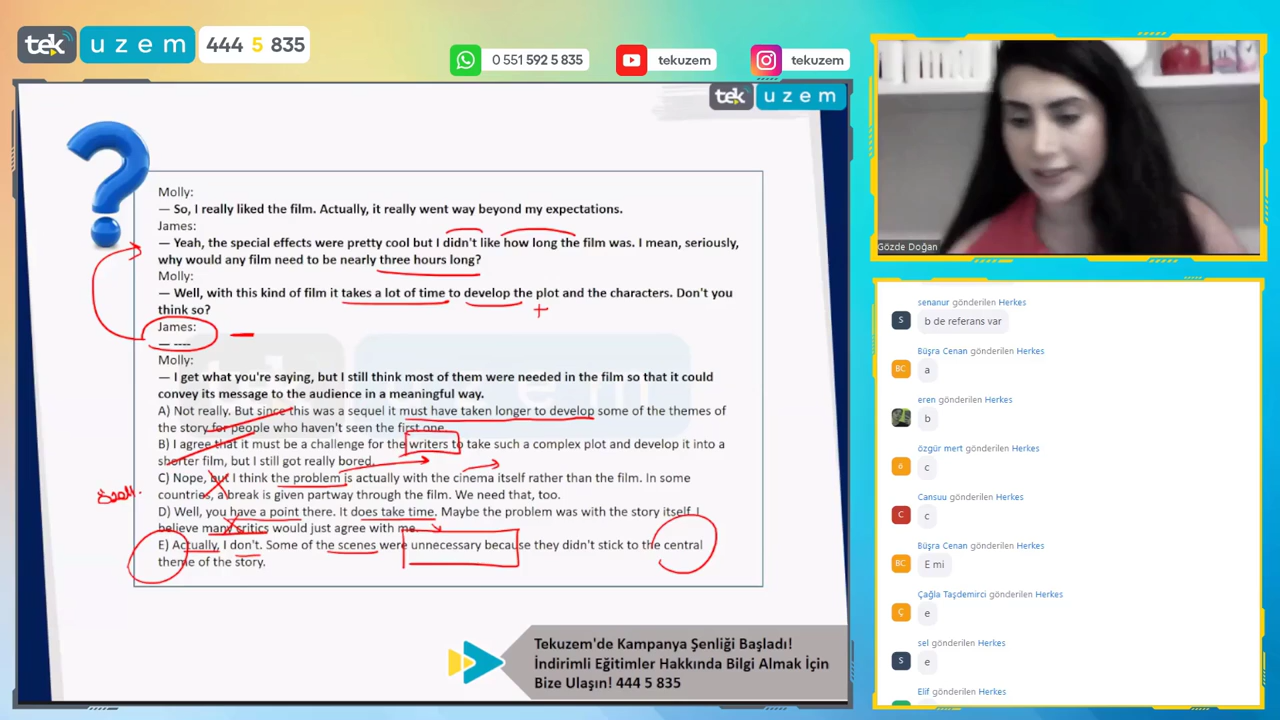 tek
uzem
444 5 835
0 551 592 5 835
tekuzem
tekuzem
tek uzem
Molly:
— So, I really liked the film. Actually, it really went way beyond my expectations.
James:
— Yeah, the special effects were pretty cool but I didn't like how long the film was. I mean, seriously,
why would any film need to be nearly three hours long?
Molly:
— Well, with this kind of film it takes a lot of time to develop the plot and the characters. Don't you
think so?
James:
— ----
Molly:
— I get what you're saying, but I still think most of them were needed in the film so that it could
convey its message to the audience in a meaningful way.
A) Not really. But since this was a sequel it must have taken longer to develop some of the themes of
the story for people who haven't seen the first one.
B) I agree that it must be a challenge for the writers to take such a complex plot and develop it into a
shorter film, but I still got really bored.
C) Nope, but I think the problem is actually with the cinema itself rather than the film. In some
countries, a break is given partway through the film. We need that, too.
D) Well, you have a point there. It does take time. Maybe the problem was with the story itself. I
believe many critics would just agree with me.
E) Actually, I don't. Some of the scenes were unnecessary because they didn't stick to the central
theme of the story.
Tekuzem'de Kampanya Şenliği Başladı!
İndirimli Eğitimler Hakkında Bilgi Almak İçin
Bize Ulaşın! 444 5 835
Gözde Doğan
senanur gönderilen Herkes
S
b de referans var
Büşra Cenan gönderilen Herkes
BC
a
eren gönderilen Herkes
b
özgür mert gönderilen Herkes
ö
c
Cansuu gönderilen Herkes
C
c
Büşra Cenan gönderilen Herkes
BC
E mi
Çağla Taşdemirci gönderilen Herkes
Ç
e
sel gönderilen Herkes
S
e
Elif gönderilen Herkes